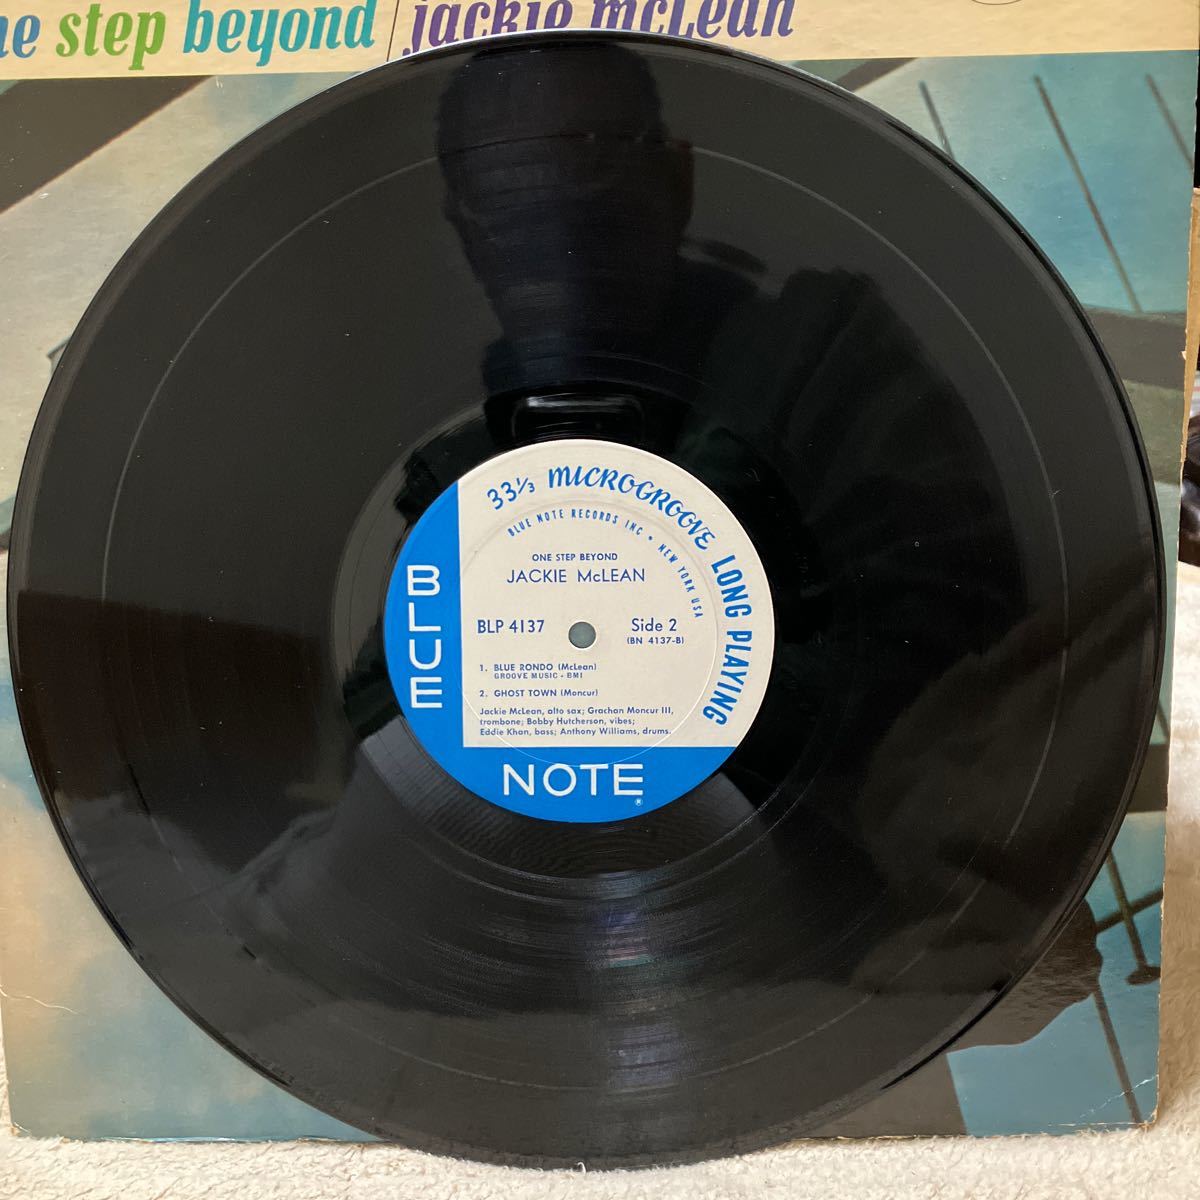 step beyond jackie mcLean
33⅓ MICROGROOVE LONG PLAYING
BLUE NOTE RECORDS INC • NEW YORK USA
ONE STEP BEYOND
JACKIE McLEAN
BLP 4137 Side 2
(BN 4137-B)
1. BLUE RONDO (McLean)
GROOVE MUSIC - BMI
2. GHOST TOWN (Moncur)
Jackie McLean, alto sax; Grachan Moncur III,
trombone; Bobby Hutcherson, vibes;
Eddie Khan, bass; Anthony Williams, drums.
BLUE
NOTE®